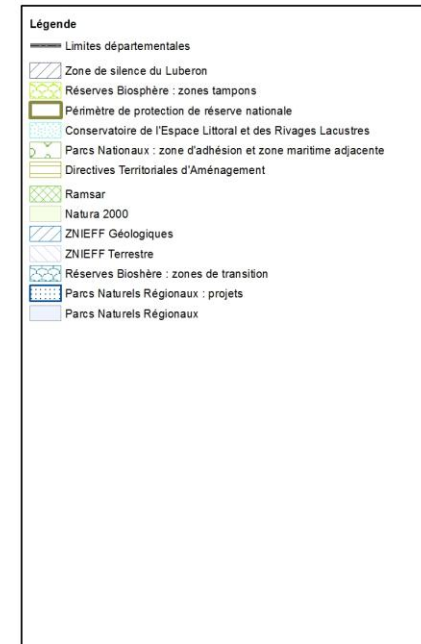 Légende
Limites départementales
Zone de silence du Luberon
Réserves Biosphère : zones tampons
Périmètre de protection de réserve nationale
Conservatoire de l'Espace Littoral et des Rivages Lacustres
Parcs Nationaux : zone d'adhésion et zone maritime adjacente
Directives Territoriales d'Aménagement
Ramsar
Natura 2000
ZNIEFF Géologiques
ZNIEFF Terrestre
Réserves Bioshère : zones de transition
Parcs Naturels Régionaux : projets
Parcs Naturels Régionaux